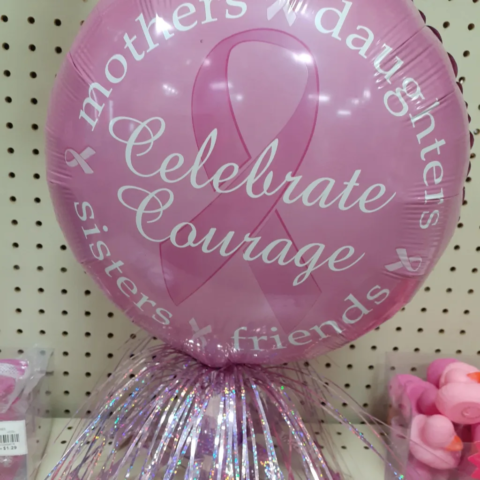 mothers
daughters
Celebrate
Courage
sisters
friends